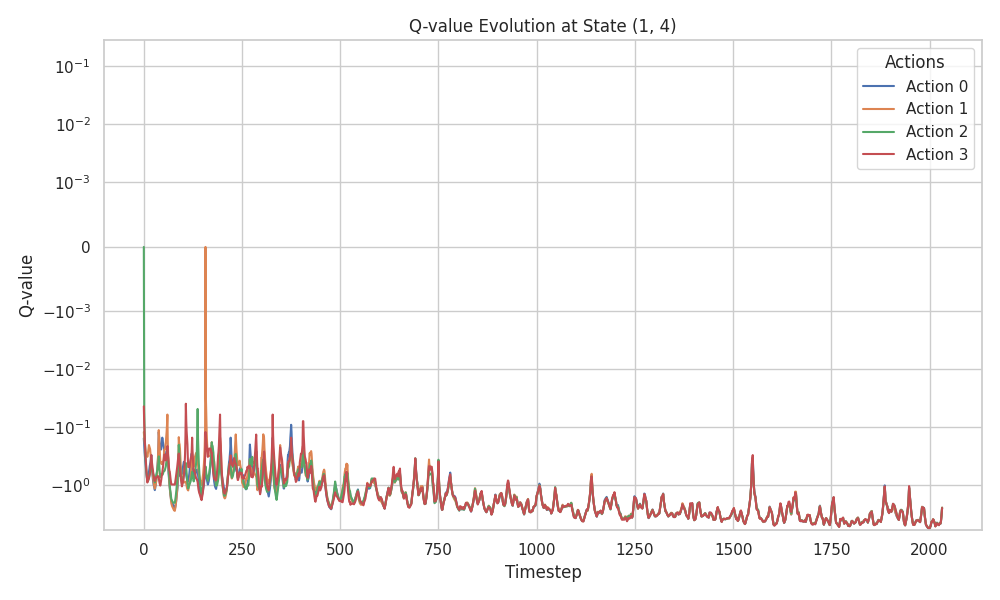 Q-value Evolution at State (1, 4)
Q-value
10⁻¹
10⁻²
10⁻³
0
−10⁻³
−10⁻²
−10⁻¹
−10⁰
0 250 500 750 1000 1250 1500 1750 2000
Timestep
Actions
Action 0
Action 1
Action 2
Action 3